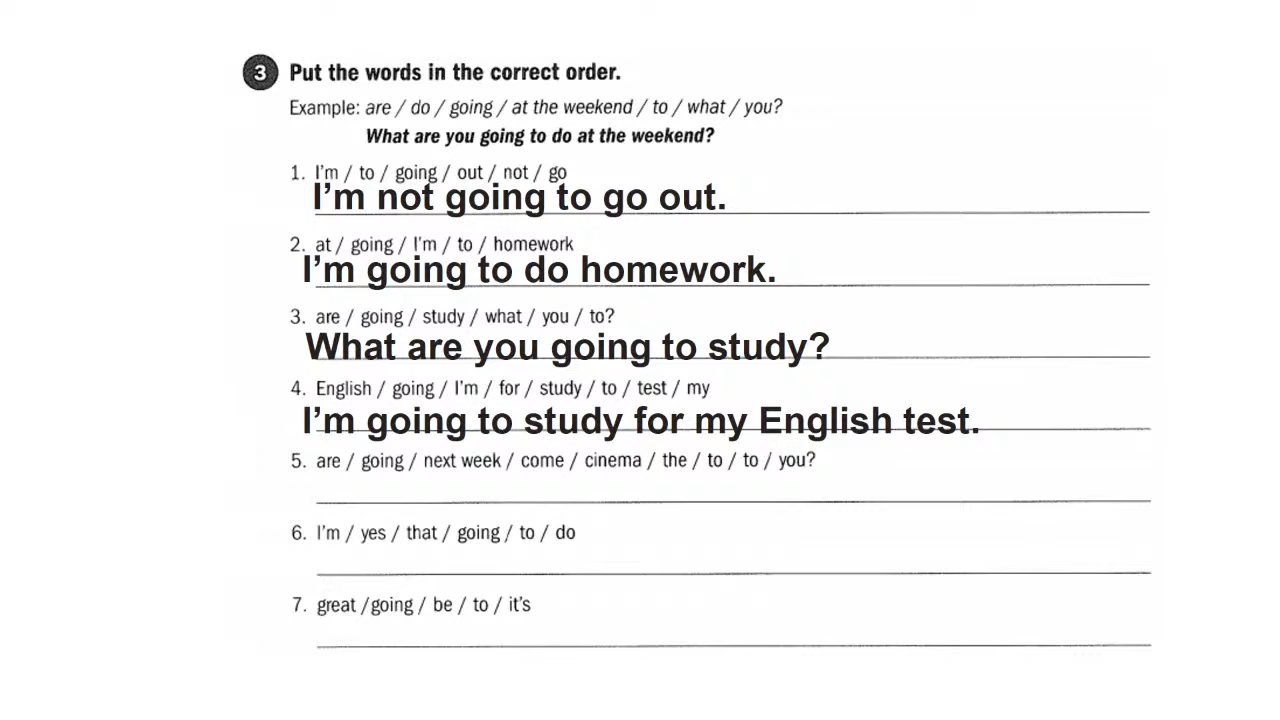 3 Put the words in the correct order.
Example: are / do / going / at the weekend / to / what / you?
What are you going to do at the weekend?
1. I'm / to / going / out / not / go
I’m not going to go out.
2. at / going / I'm / to / homework
I’m going to do homework.
3. are / going / study / what / you / to?
What are you going to study?
4. English / going / I'm / for / study / to / test / my
I’m going to study for my English test.
5. are / going / next week / come / cinema / the / to / to / you?
6. I'm / yes / that / going / to / do
7. great /going / be / to / it's